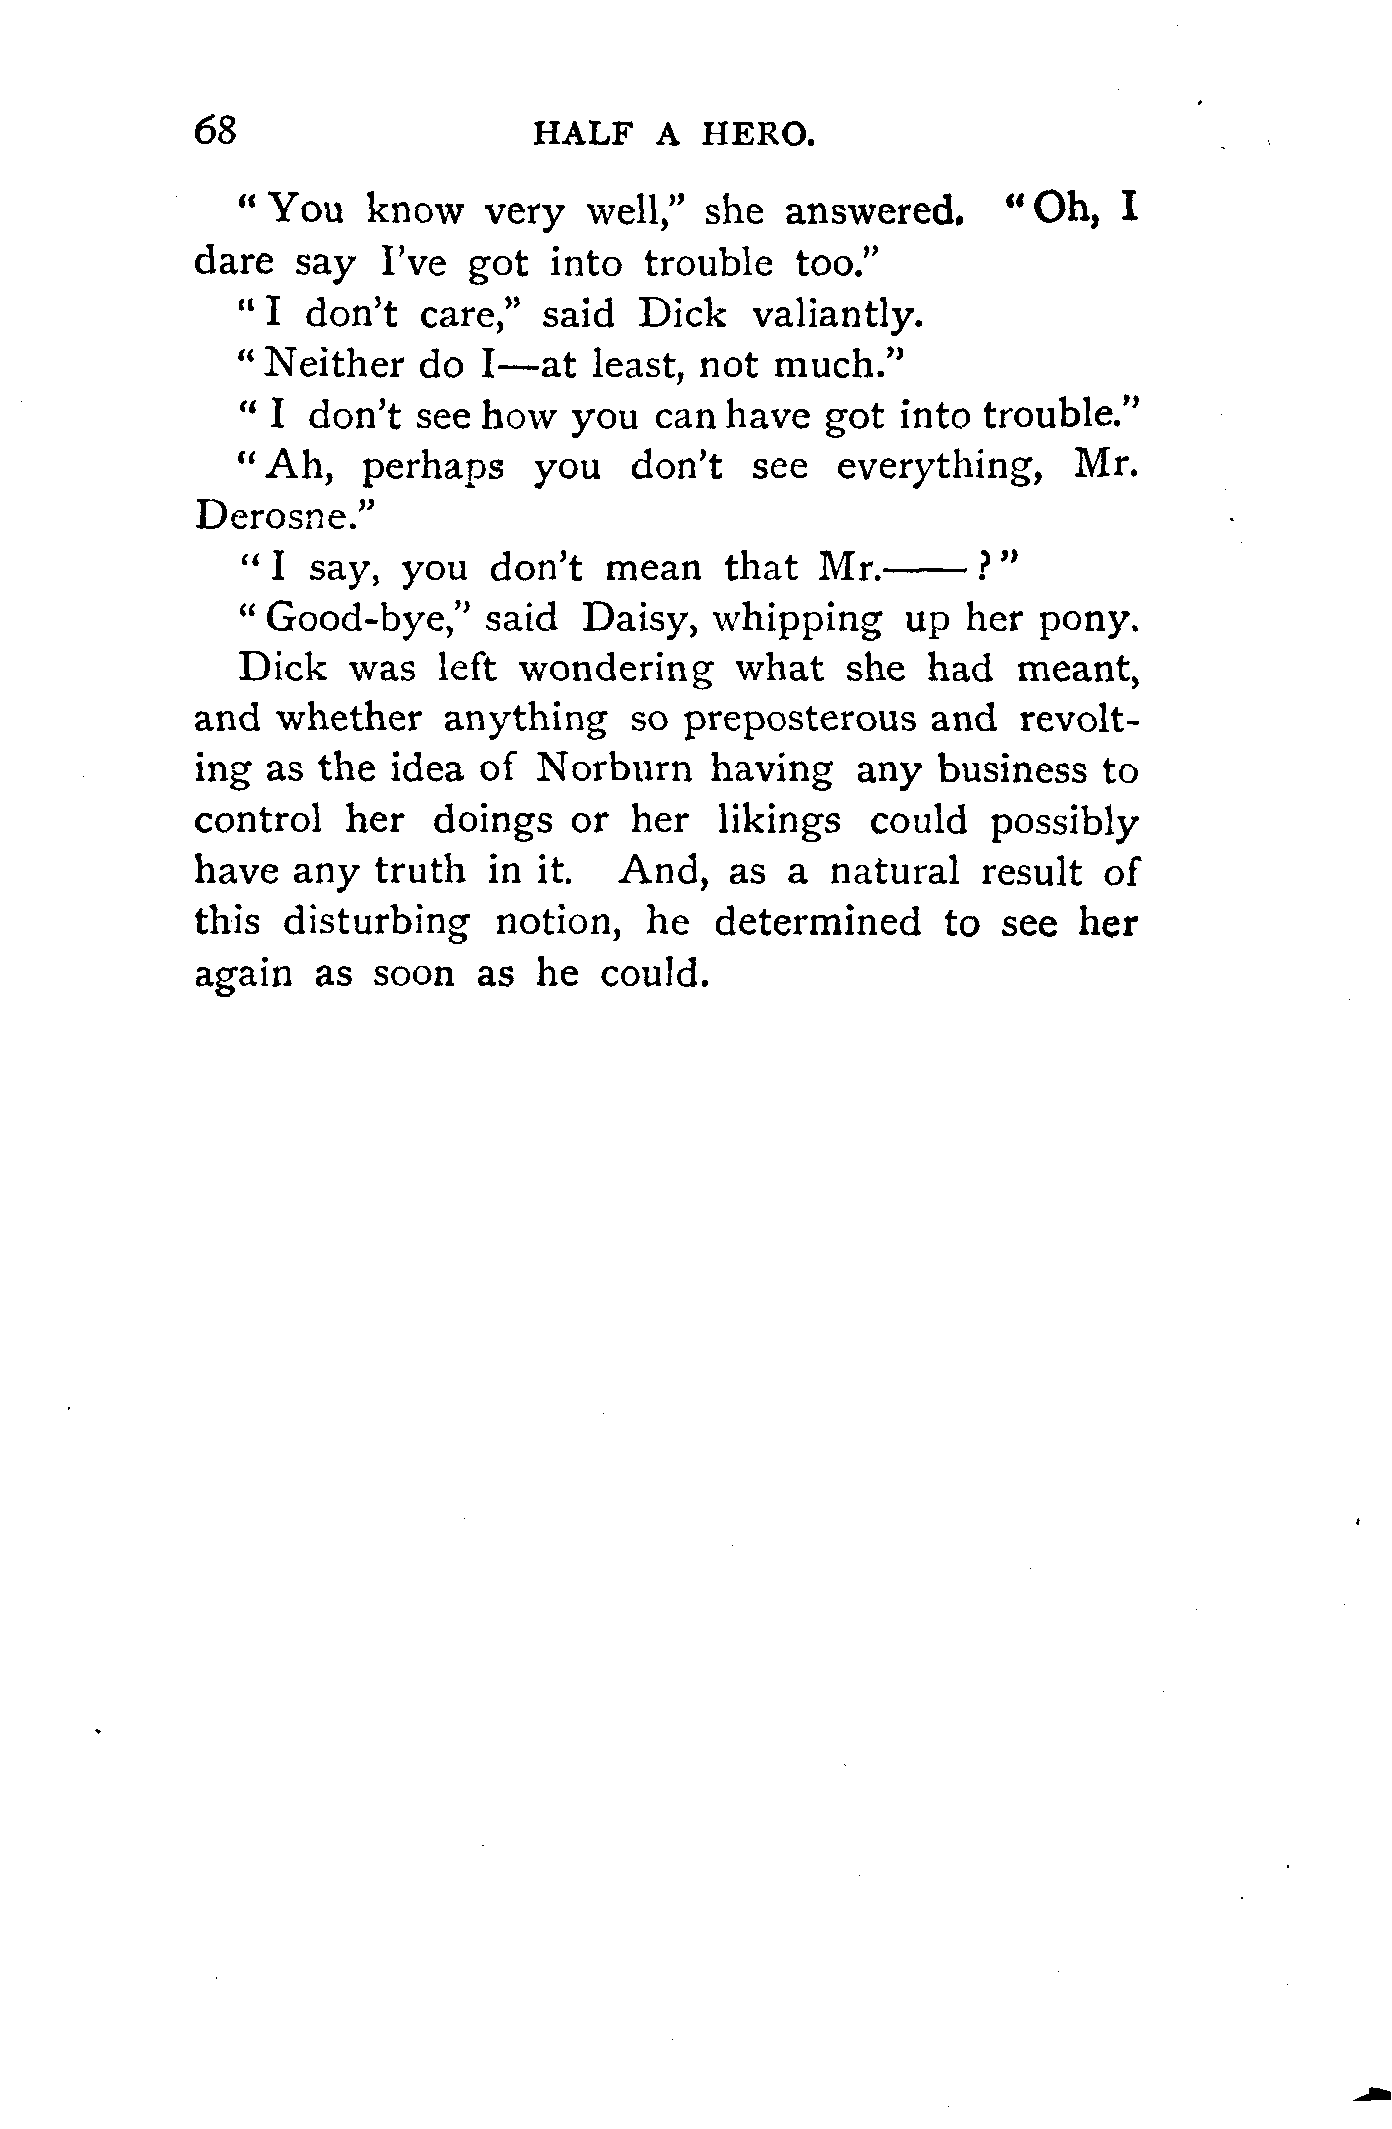 68 HALF A HERO.
“ You know very well,” she answered. “ Oh, I
dare say I’ve got into trouble too.”
“ I don’t care,” said Dick valiantly.
“ Neither do I—at least, not much.”
“ I don’t see how you can have got into trouble.”
“ Ah, perhaps you don’t see everything, Mr.
Derosne.”
“ I say, you don’t mean that Mr.—— ? ”
“ Good-bye,” said Daisy, whipping up her pony.
Dick was left wondering what she had meant,
and whether anything so preposterous and revolt-
ing as the idea of Norburn having any business to
control her doings or her likings could possibly
have any truth in it. And, as a natural result of
this disturbing notion, he determined to see her
again as soon as he could.